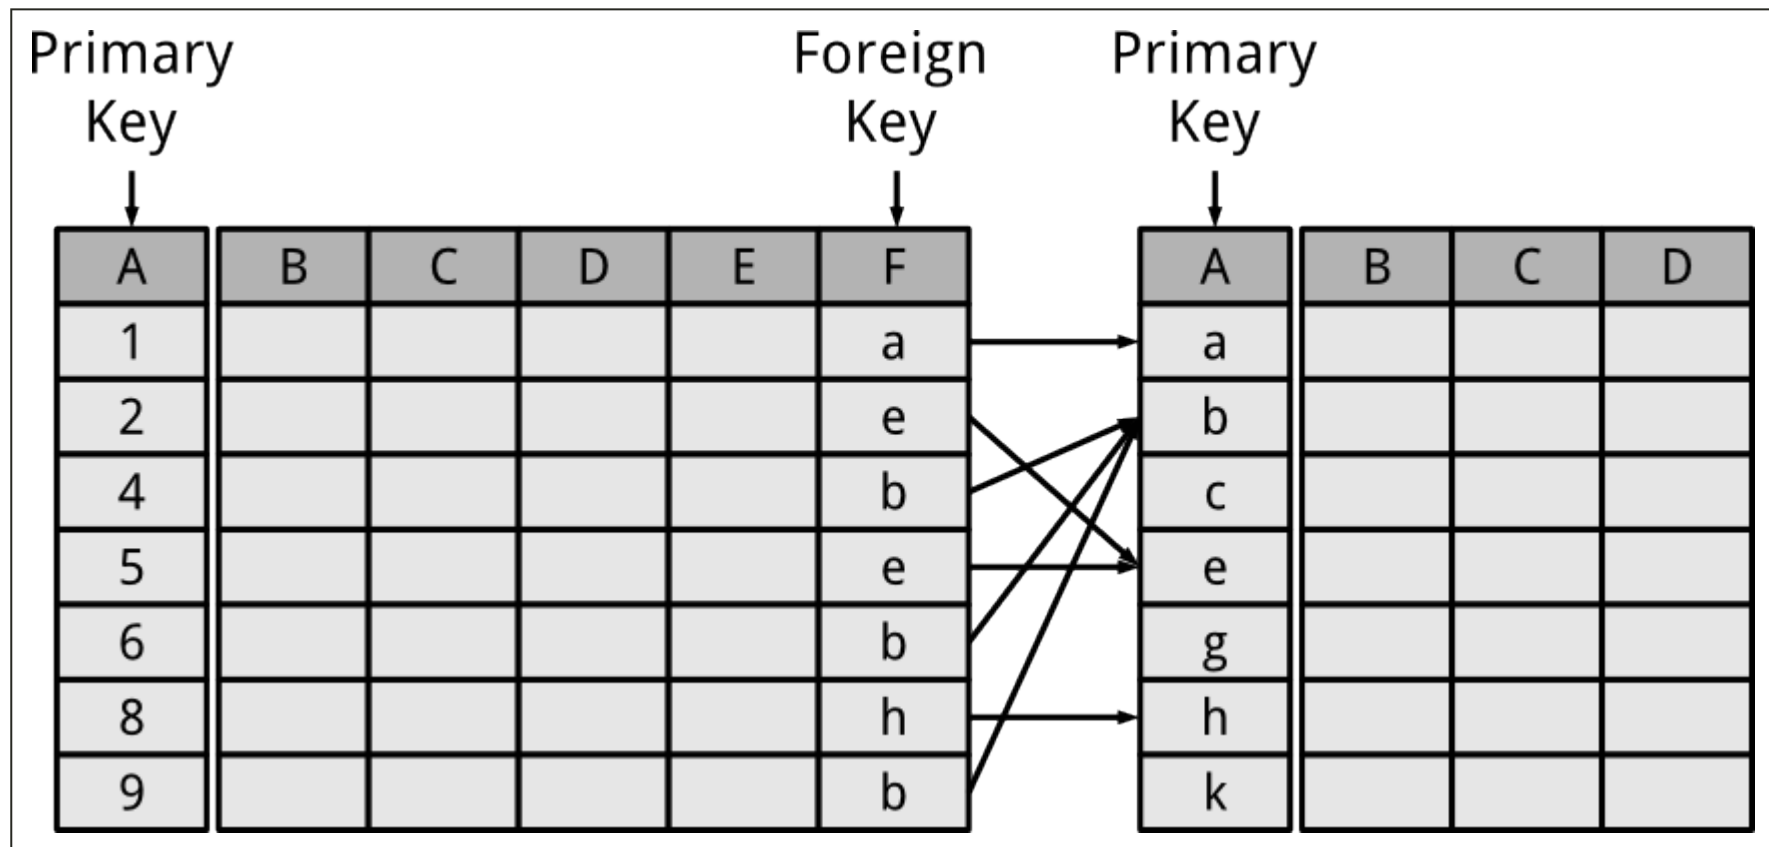 Primary Key
Foreign Key
Primary Key
A B C D E F A B C D
1 a a
2 e b
4 b c
5 e e
6 b g
8 h h
9 b k